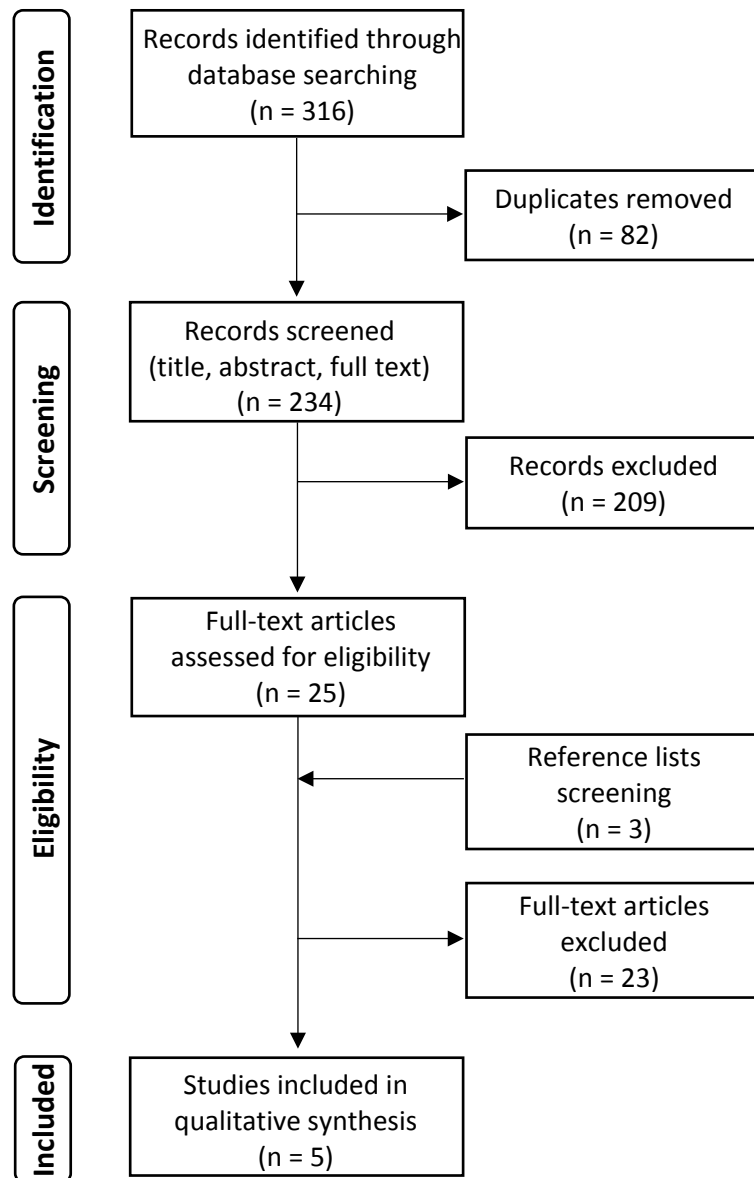 Identification
Records identified through
database searching
(n = 316)
Duplicates removed
(n = 82)
Screening
Records screened
(title, abstract, full text)
(n = 234)
Records excluded
(n = 209)
Eligibility
Full-text articles
assessed for eligibility
(n = 25)
Reference lists
screening
(n = 3)
Full-text articles
excluded
(n = 23)
Included
Studies included in
qualitative synthesis
(n = 5)